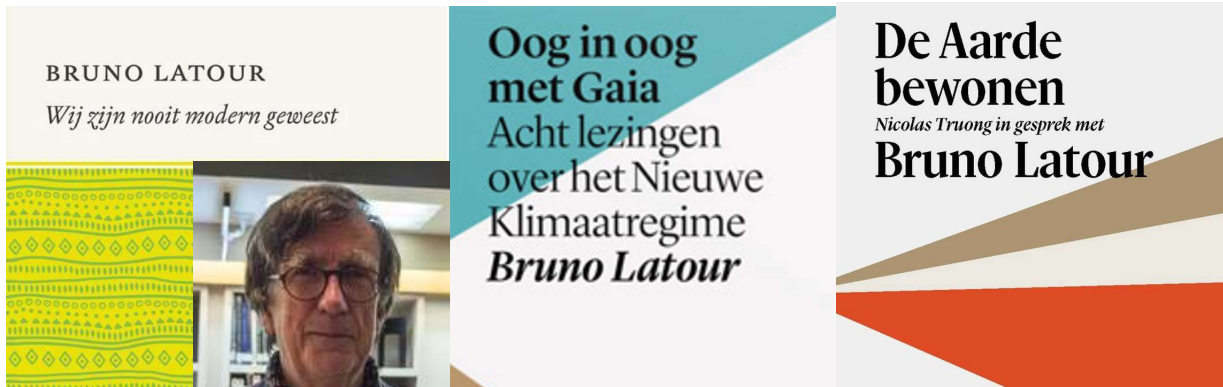 BRUNO LATOUR
Wij zijn nooit modern geweest
Oog in oog
met Gaia
Acht lezingen
over het Nieuwe
Klimaatregime
Bruno Latour
De Aarde
bewonen
Nicolas Truong in gesprek met
Bruno Latour